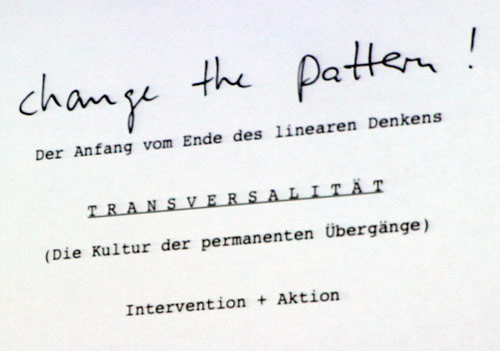 change the pattern !
Der Anfang vom Ende des linearen Denkens
T R A N S V E R S A L I T Ä T
(Die Kultur der permanenten Übergänge)
Intervention + Aktion